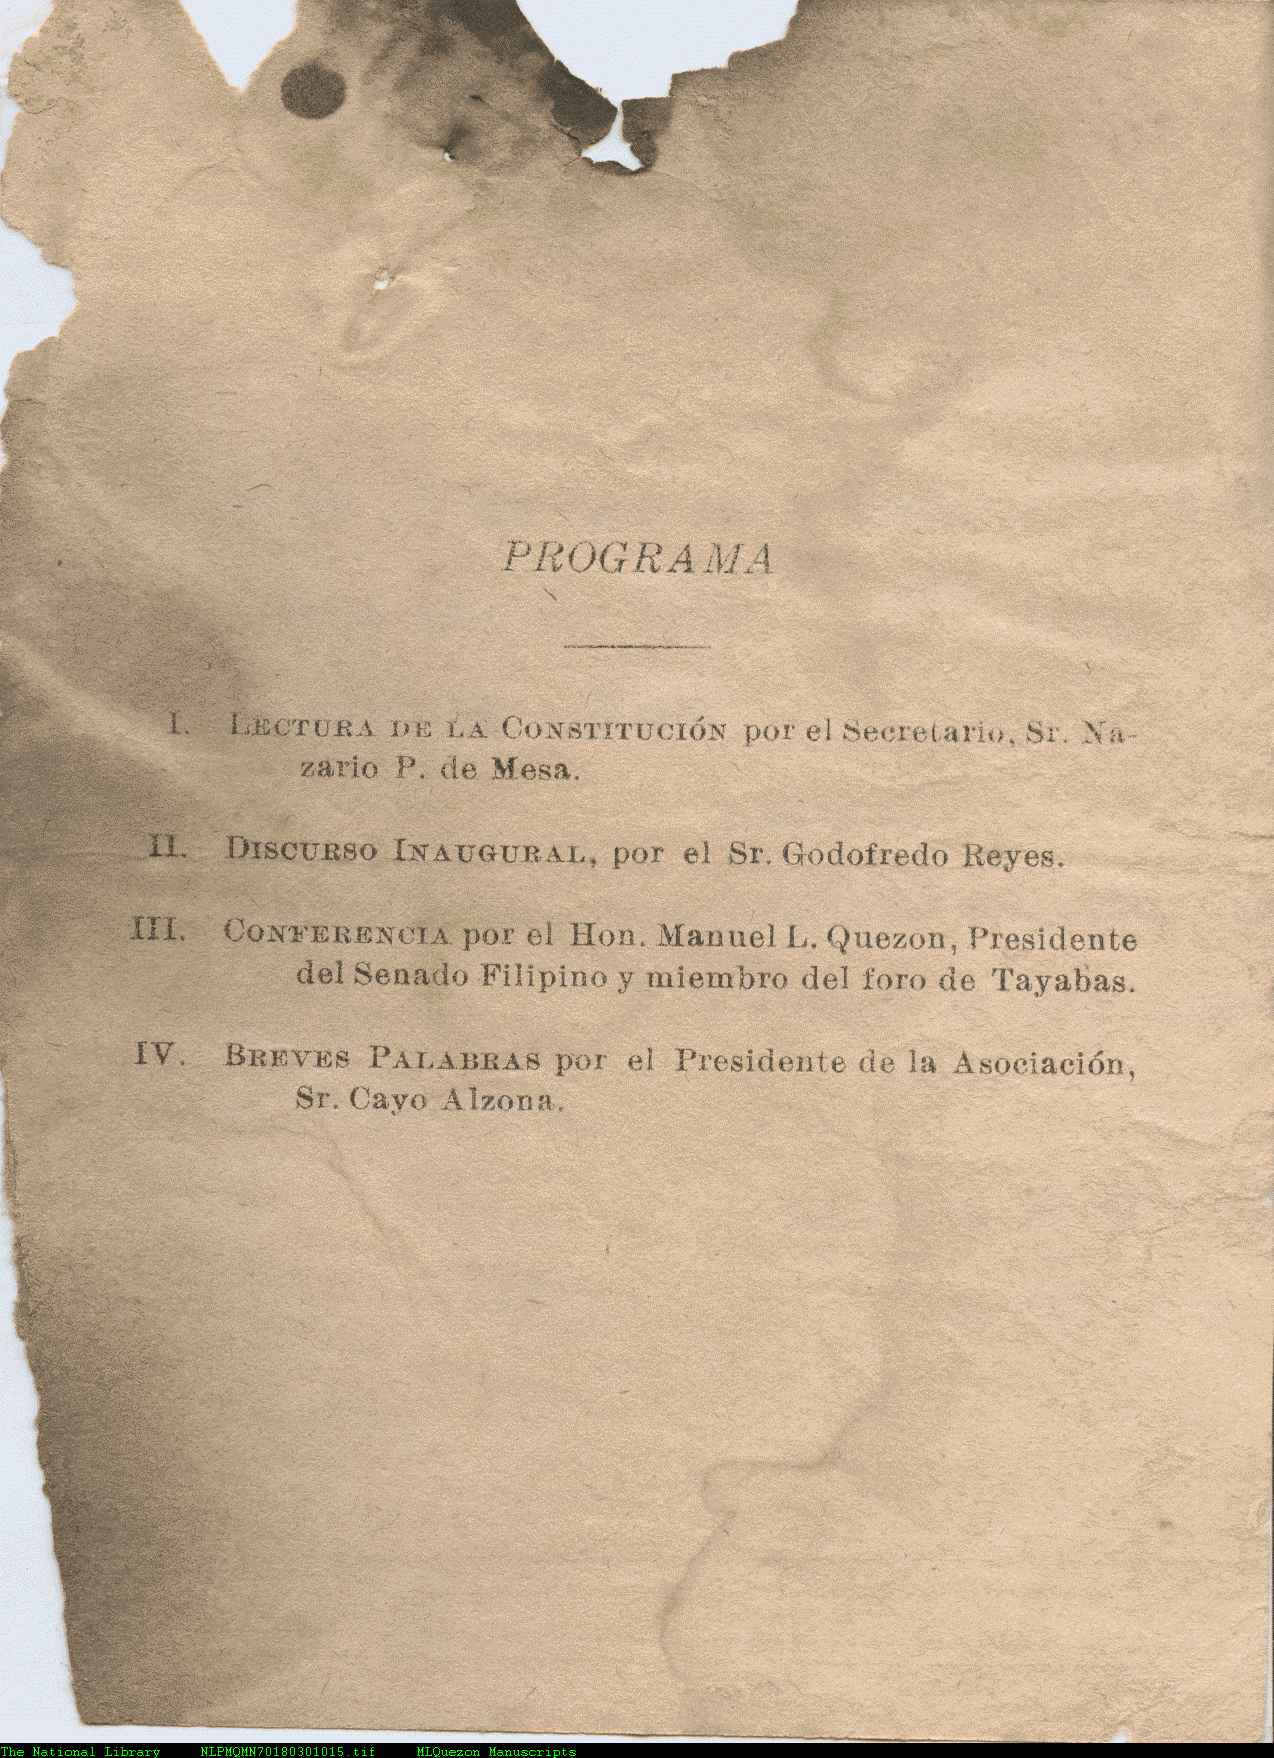 PROGRAMA
I. LECTURA DE LA CONSTITUCIÓN por el Secretario, Sr. Na-
zario P. de Mesa.
II. DISCURSO INAUGURAL, por el Sr. Godofredo Reyes.
III. CONFERENCIA por el Hon. Manuel L. Quezon, Presidente
del Senado Filipino y miembro del foro de Tayabas.
IV. BREVES PALABRAS por el Presidente de la Asociación,
Sr. Cayo Alzona.
The National Library NLPMQMN70180301015.tif MLQuezon Manuscripts